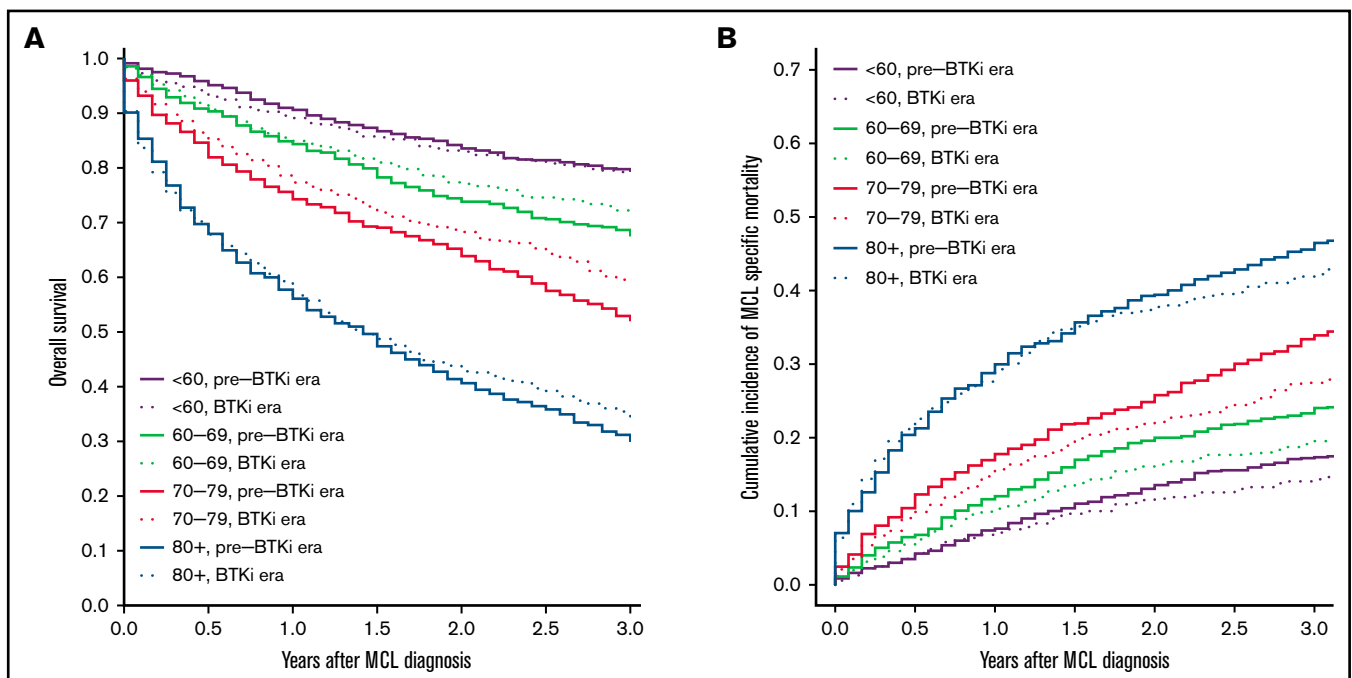 A
Overall survival
1.0
0.9
0.8
0.7
0.6
0.5
0.4
0.3
0.2
0.1
0.0
<60, pre–BTKi era
<60, BTKi era
60–69, pre–BTKi era
60–69, BTKi era
70–79, pre–BTKi era
70–79, BTKi era
80+, pre–BTKi era
80+, BTKi era
0.0 0.5 1.0 1.5 2.0 2.5 3.0
Years after MCL diagnosis
B
Cumulative incidence of MCL specific mortality
0.7
0.6
0.5
0.4
0.3
0.2
0.1
0.0
<60, pre–BTKi era
<60, BTKi era
60–69, pre–BTKi era
60–69, BTKi era
70–79, pre–BTKi era
70–79, BTKi era
80+, pre–BTKi era
80+, BTKi era
0.0 0.5 1.0 1.5 2.0 2.5 3.0
Years after MCL diagnosis